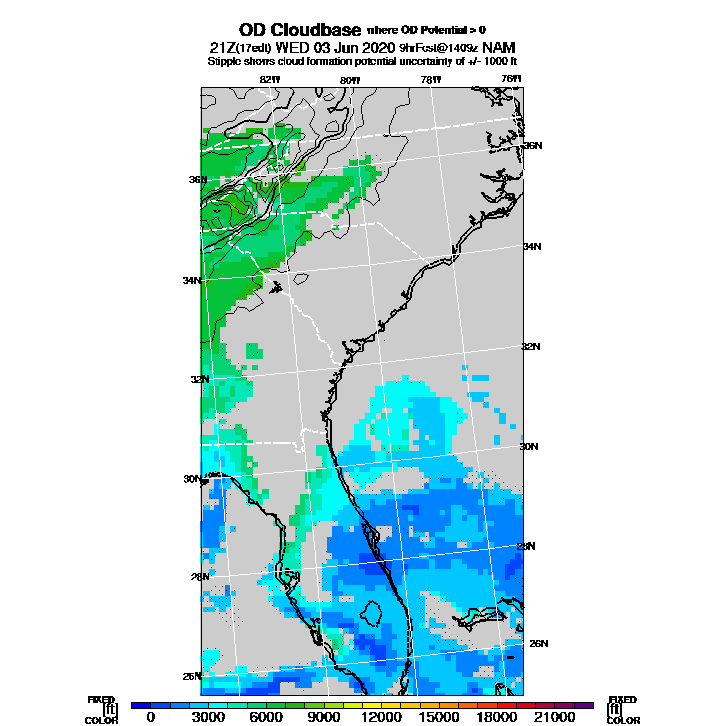 OD Cloudbase where OD Potential > 0
21Z(17edt) WED 03 Jun 2020 9hrFcst@1409z NAM
Stipple shows cloud formation potential uncertainty of +/- 1000 ft
82W 80W 78W 76W
36N
36N
34N
34N
32N
32N
30N
30N
28N
28N
26N
26N
FIXED FIXED
[ft] 0 3000 6000 9000 12000 15000 18000 21000 [ft]
COLOR COLOR